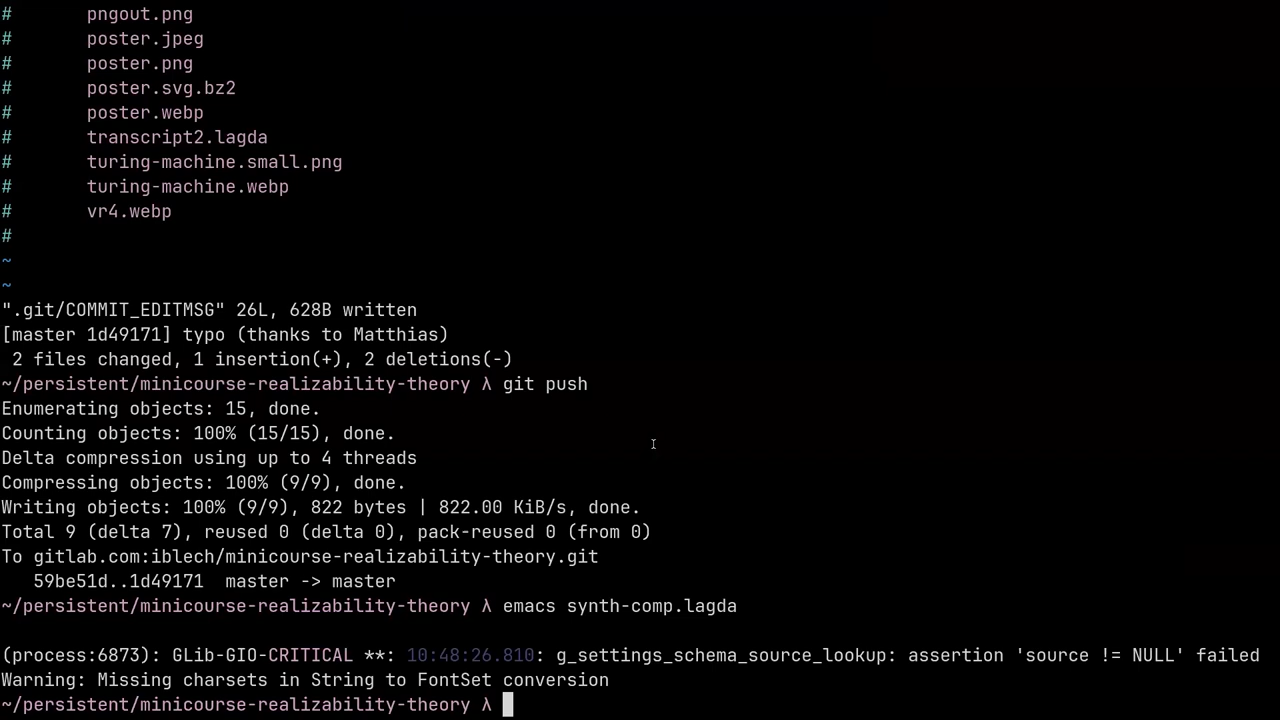 #       pngout.png
#       poster.jpeg
#       poster.png
#       poster.svg.bz2
#       poster.webp
#       transcript2.lagda
#       turing-machine.small.png
#       turing-machine.webp
#       vr4.webp
#
~
~
".git/COMMIT_EDITMSG" 26L, 628B written
[master 1d49171] typo (thanks to Matthias)
 2 files changed, 1 insertion(+), 2 deletions(-)
~/persistent/minicourse-realizability-theory λ git push
Enumerating objects: 15, done.
Counting objects: 100% (15/15), done.
Delta compression using up to 4 threads
Compressing objects: 100% (9/9), done.
Writing objects: 100% (9/9), 822 bytes | 822.00 KiB/s, done.
Total 9 (delta 7), reused 0 (delta 0), pack-reused 0 (from 0)
To gitlab.com:iblech/minicourse-realizability-theory.git
   59be51d..1d49171  master -> master
~/persistent/minicourse-realizability-theory λ emacs synth-comp.lagda

(process:6873): GLib-GIO-CRITICAL **: 10:48:26.810: g_settings_schema_source_lookup: assertion 'source != NULL' failed
Warning: Missing charsets in String to FontSet conversion
~/persistent/minicourse-realizability-theory λ